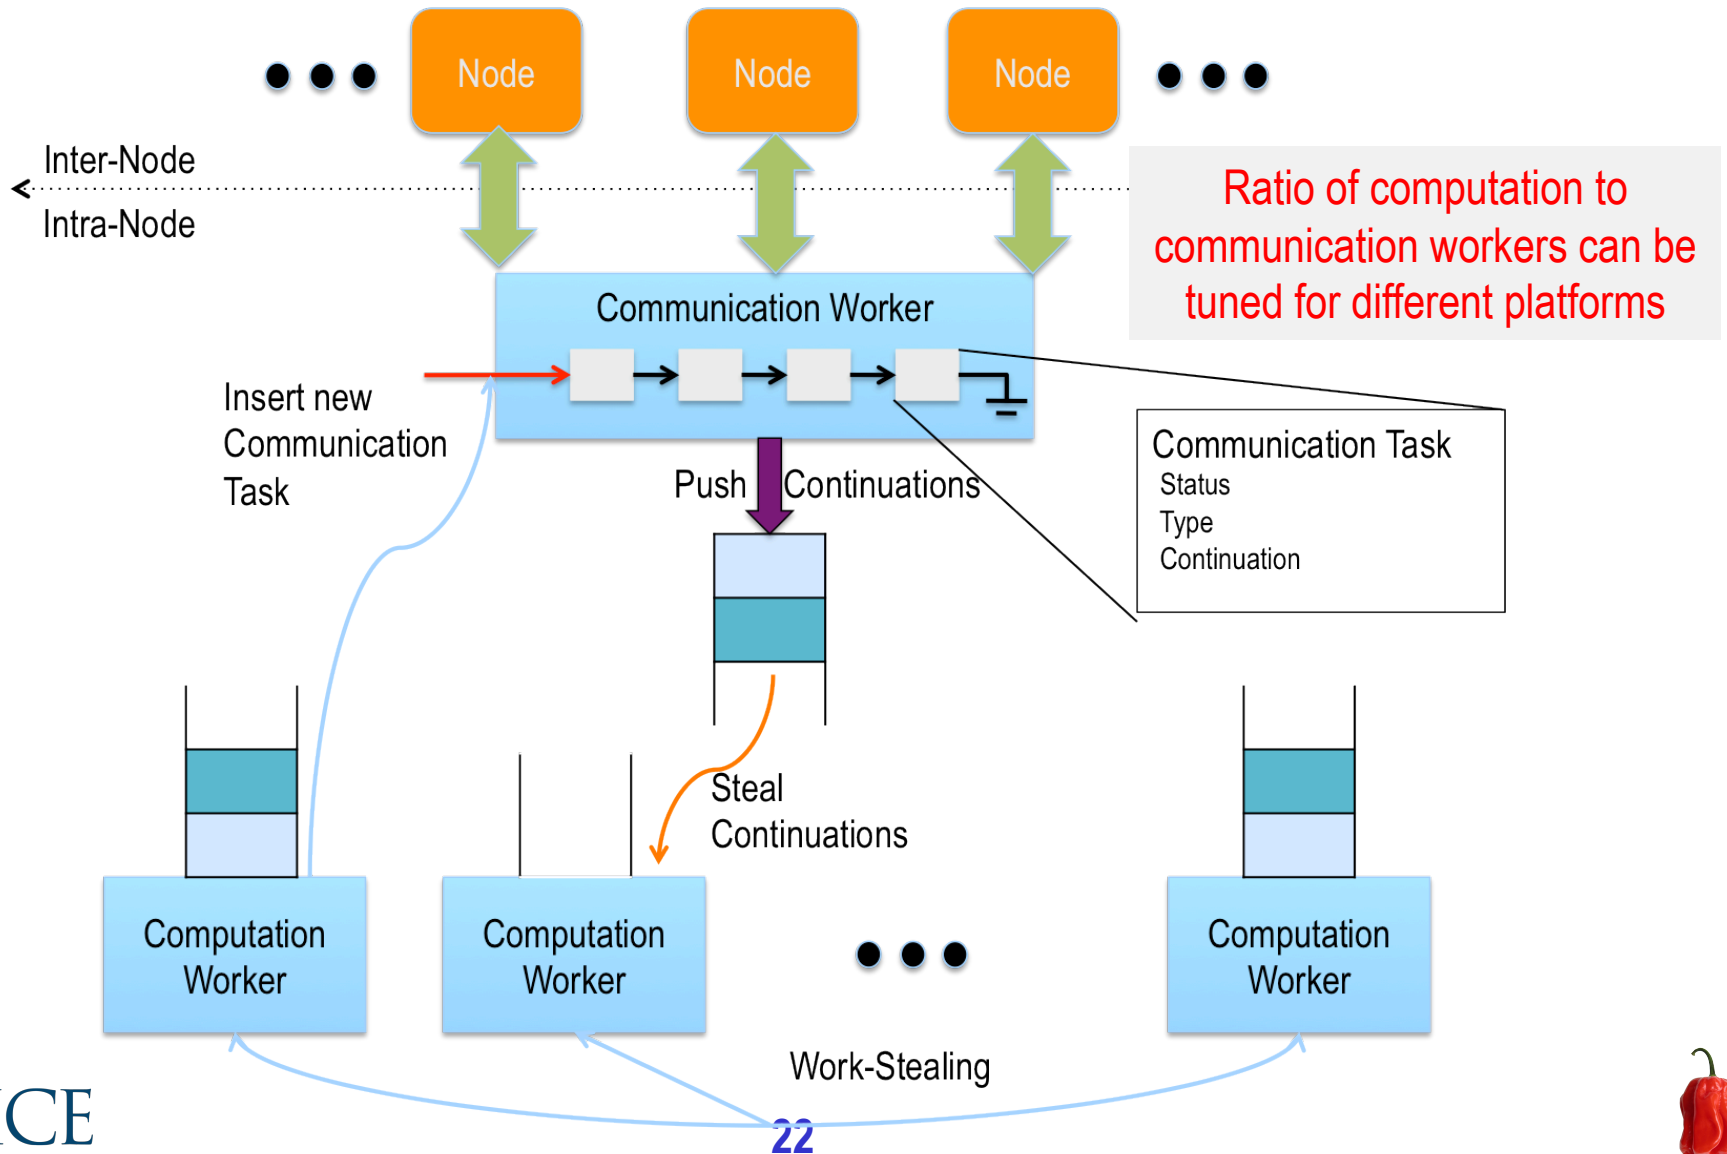 Node
Node
Node
Inter-Node
Intra-Node
Ratio of computation to
communication workers can be
tuned for different platforms
Communication Worker
Insert new
Communication
Task
Communication Task
Status
Type
Continuation
Push Continuations
Steal
Continuations
Computation
Worker
Computation
Worker
Computation
Worker
Work-Stealing
22